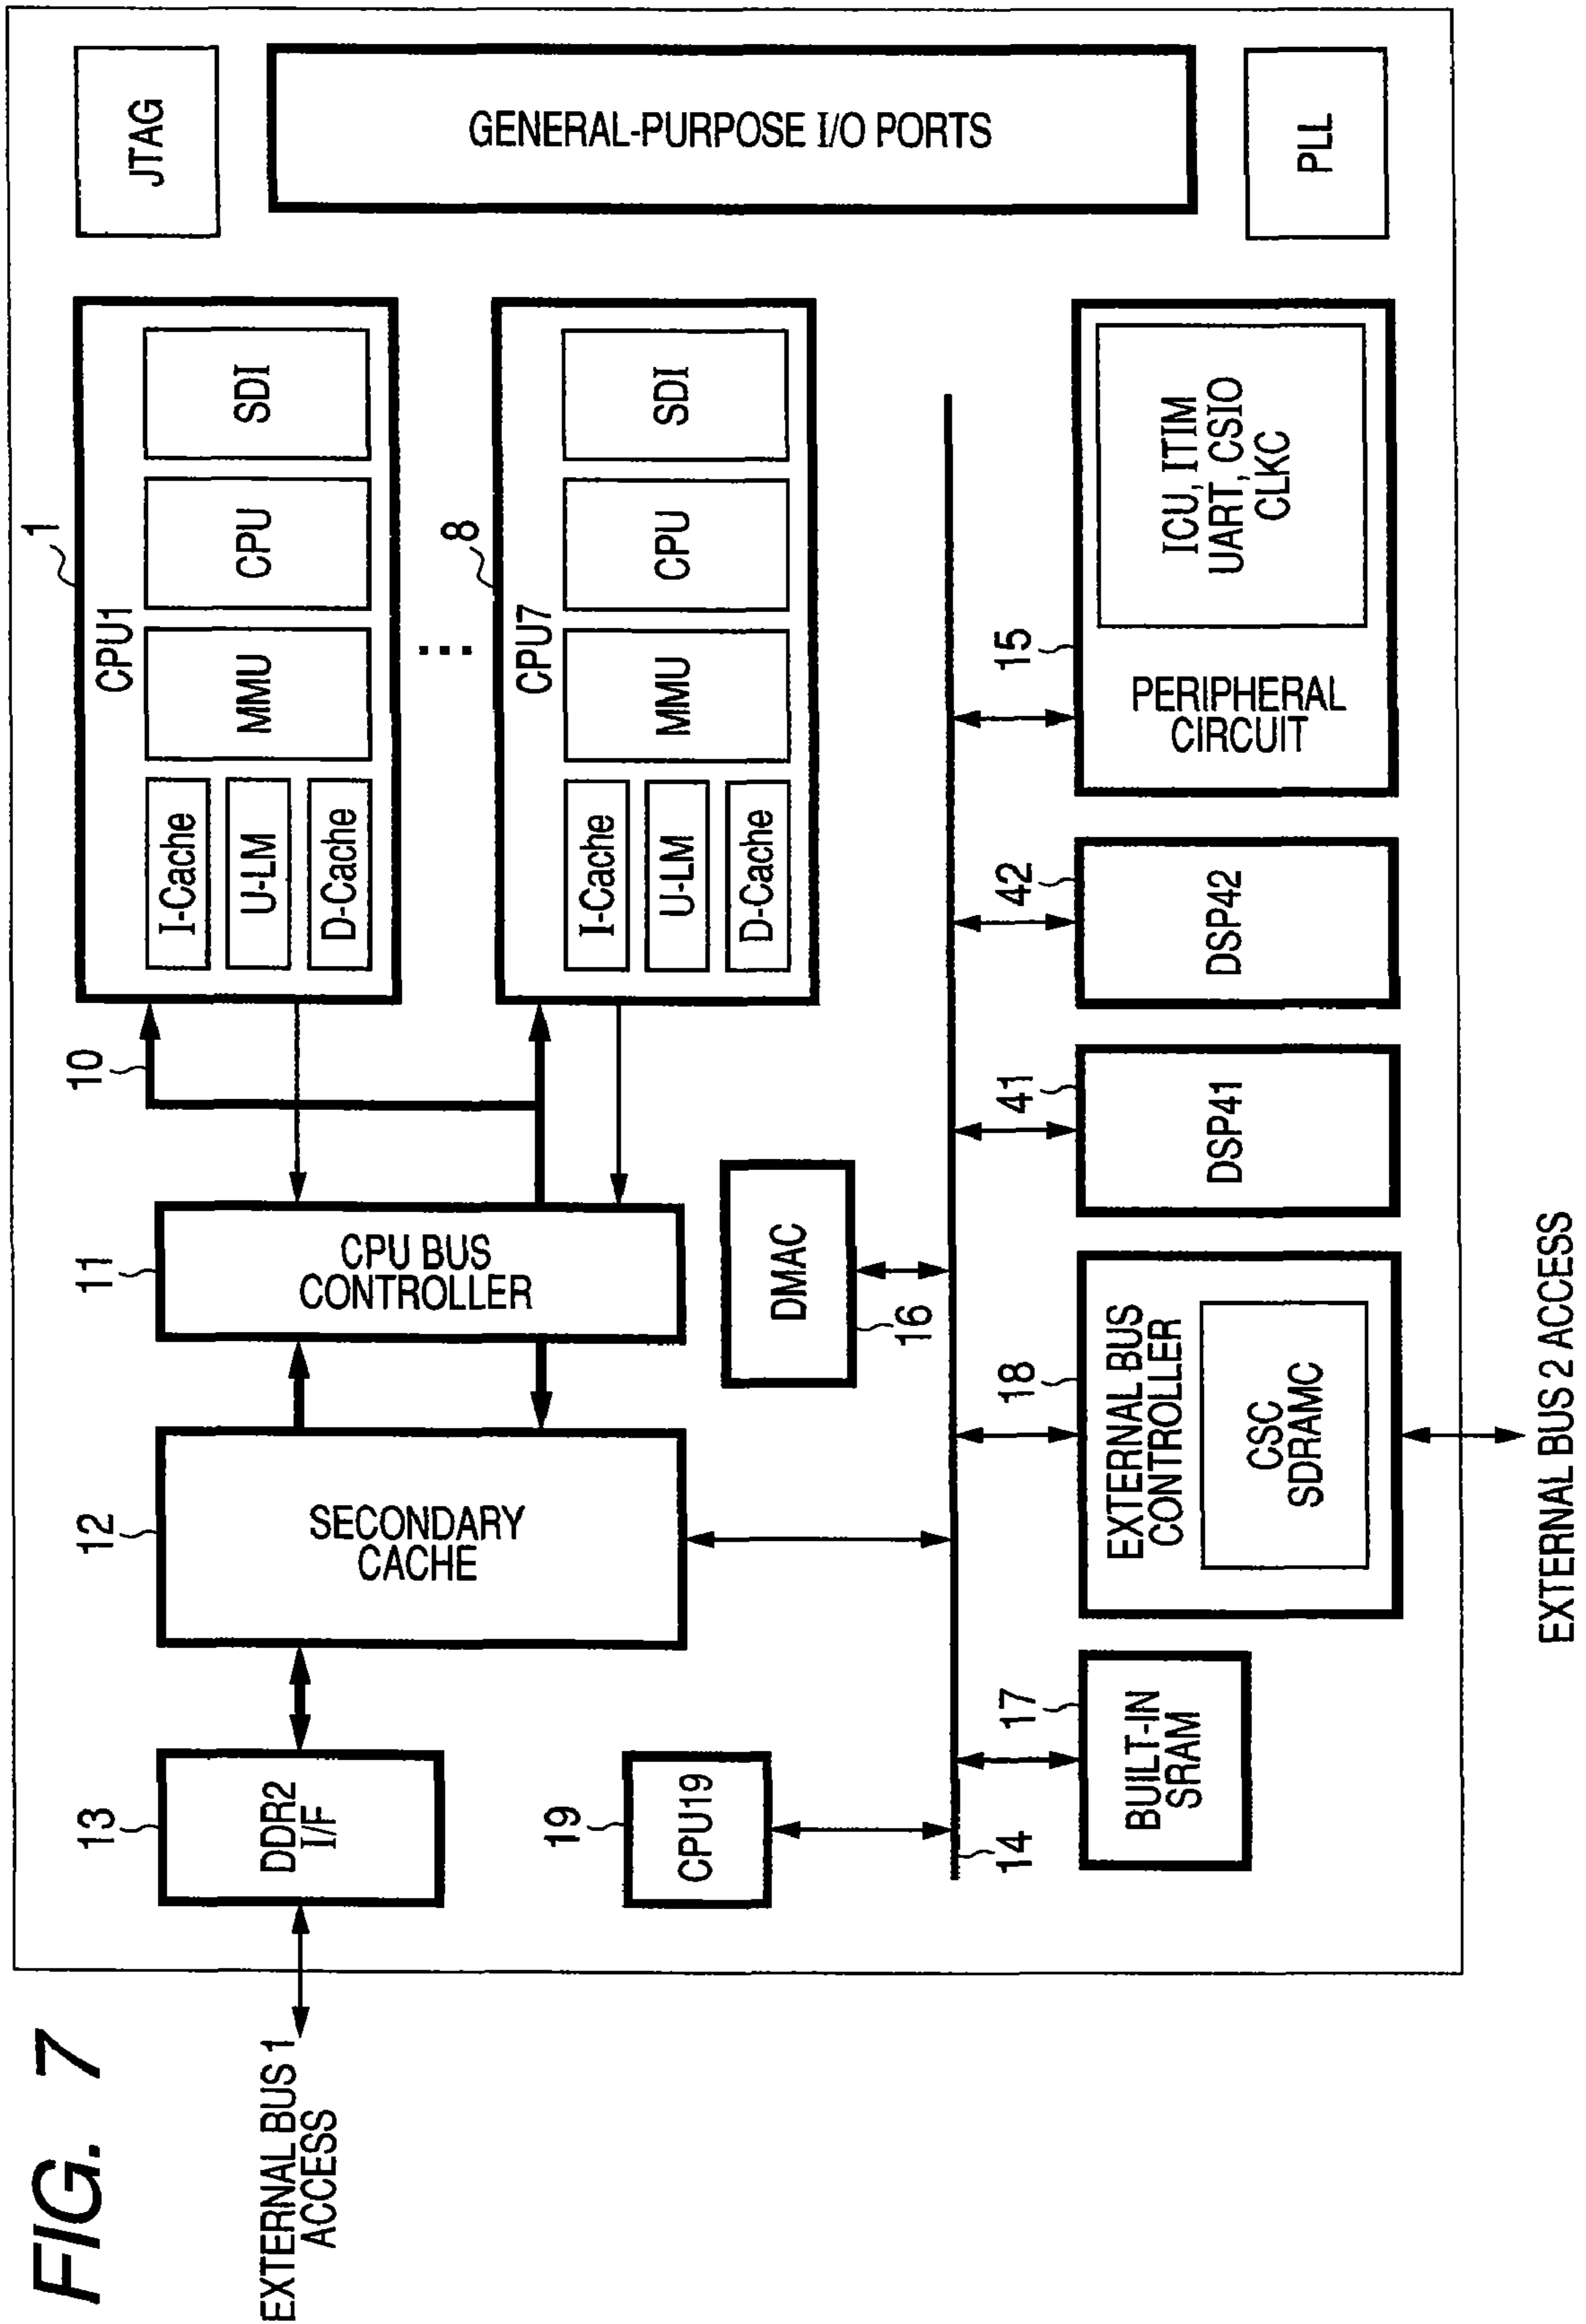 FIG. 7
EXTERNAL BUS 1
ACCESS
13
DDR2
I/F
12
SECONDARY
CACHE
11
CPU BUS
CONTROLLER
10
1
CPU1
I-Cache
U-LM
D-Cache
MMU
CPU
SDI
8
CPU7
I-Cache
U-LM
D-Cache
MMU
CPU
SDI
JTAG
GENERAL-PURPOSE I/O PORTS
PLL
19
CPU19
DMAC
16
14
17
BUILT-IN
SRAM
18
EXTERNAL BUS
CONTROLLER
CSC
SDRAMC
41
DSP41
42
DSP42
15
PERIPHERAL
CIRCUIT
ICU, ITIM
UART, CSIO
CLKC
EXTERNAL BUS 2 ACCESS